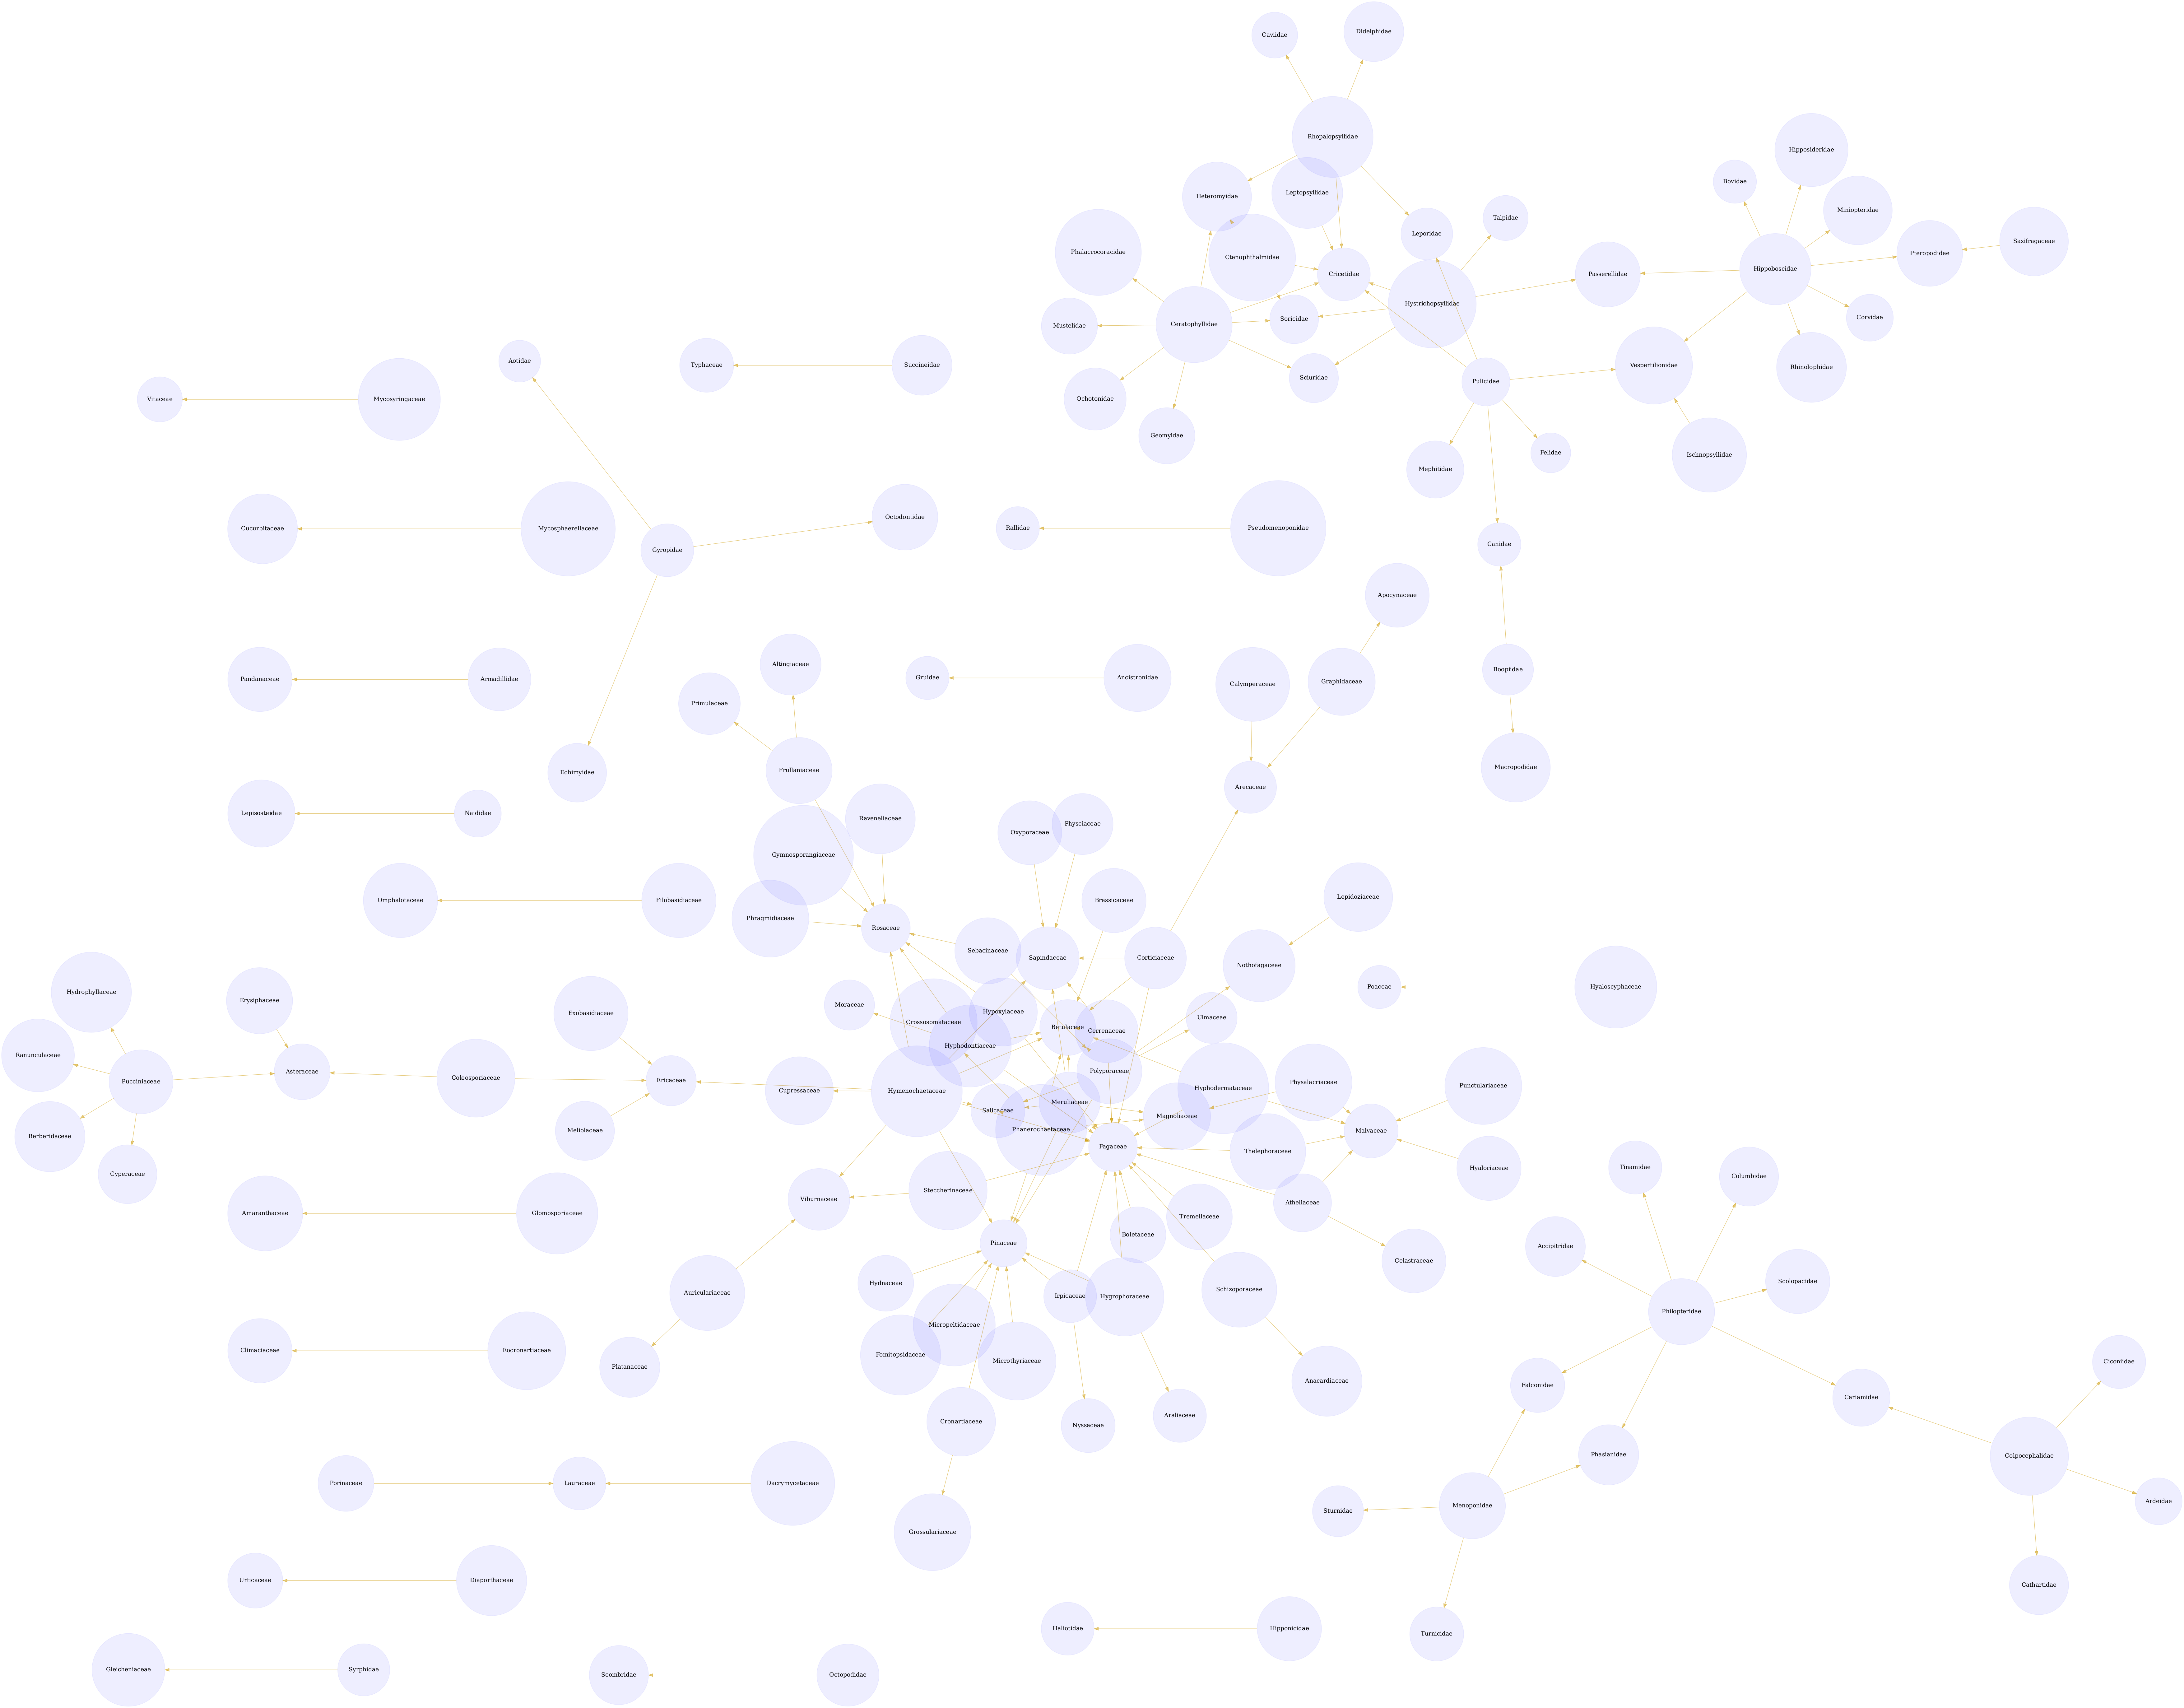 Caviidae
Didelphidae
Rhopalopsyllidae
Hipposideridae
Bovidae
Leptopsyllidae
Heteromyidae
Miniopteridae
Talpidae
Leporidae
Saxifragaceae
Phalacrocoracidae
Pteropodidae
Ctenophthalmidae
Hippoboscidae
Cricetidae
Passerellidae
Hystrichopsyllidae
Corvidae
Soricidae
Ceratophyllidae
Mustelidae
Aotidae
Typhaceae
Succineidae
Vespertilionidae
Rhinolophidae
Sciuridae
Pulicidae
Vitaceae
Mycosyringaceae
Ochotonidae
Geomyidae
Felidae
Ischnopsyllidae
Mephitidae
Octodontidae
Rallidae
Pseudomenoponidae
Cucurbitaceae
Mycosphaerellaceae
Canidae
Gyropidae
Apocynaceae
Altingiaceae
Boopiidae
Gruidae
Ancistronidae
Pandanaceae
Armadillidae
Graphidaceae
Calymperaceae
Primulaceae
Macropodidae
Frullaniaceae
Echimyidae
Arecaceae
Lepisosteidae
Naididae
Raveneliaceae
Physciaceae
Oxyporaceae
Gymnosporangiaceae
Lepidoziaceae
Omphalotaceae
Filobasidiaceae
Brassicaceae
Phragmidiaceae
Rosaceae
Sebacinaceae
Sapindaceae
Corticiaceae
Nothofagaceae
Poaceae
Hyaloscyphaceae
Hydrophyllaceae
Erysiphaceae
Moraceae
Hypoxylaceae
Exobasidiaceae
Ulmaceae
Crossosomataceae
Betulaceae
Cerrenaceae
Hyphodontiaceae
Ranunculaceae
Polyporaceae
Asteraceae
Coleosporiaceae
Ericaceae
Pucciniaceae
Physalacriaceae
Punctulariaceae
Hyphodermataceae
Cupressaceae
Hymenochaetaceae
Meruliaceae
Salicaceae
Magnoliaceae
Phanerochaetaceae
Meliolaceae
Malvaceae
Berberidaceae
Fagaceae
Thelephoraceae
Tinamidae
Hyaloriaceae
Cyperaceae
Columbidae
Steccherinaceae
Viburnaceae
Atheliaceae
Amaranthaceae
Glomosporiaceae
Tremellaceae
Boletaceae
Pinaceae
Accipitridae
Celastraceae
Scolopacidae
Hydnaceae
Schizoporaceae
Auriculariaceae
Irpicaceae
Hygrophoraceae
Philopteridae
Micropeltidaceae
Climaciaceae
Eocronartiaceae
Fomitopsidaceae
Microthyriaceae
Ciconiidae
Platanaceae
Anacardiaceae
Falconidae
Cariamidae
Araliaceae
Cronartiaceae
Nyssaceae
Phasianidae
Colpocephalidae
Porinaceae
Lauraceae
Dacrymycetaceae
Ardeidae
Menoponidae
Sturnidae
Grossulariaceae
Urticaceae
Diaporthaceae
Cathartidae
Haliotidae
Hipponicidae
Turnicidae
Gleicheniaceae
Syrphidae
Scombridae
Octopodidae